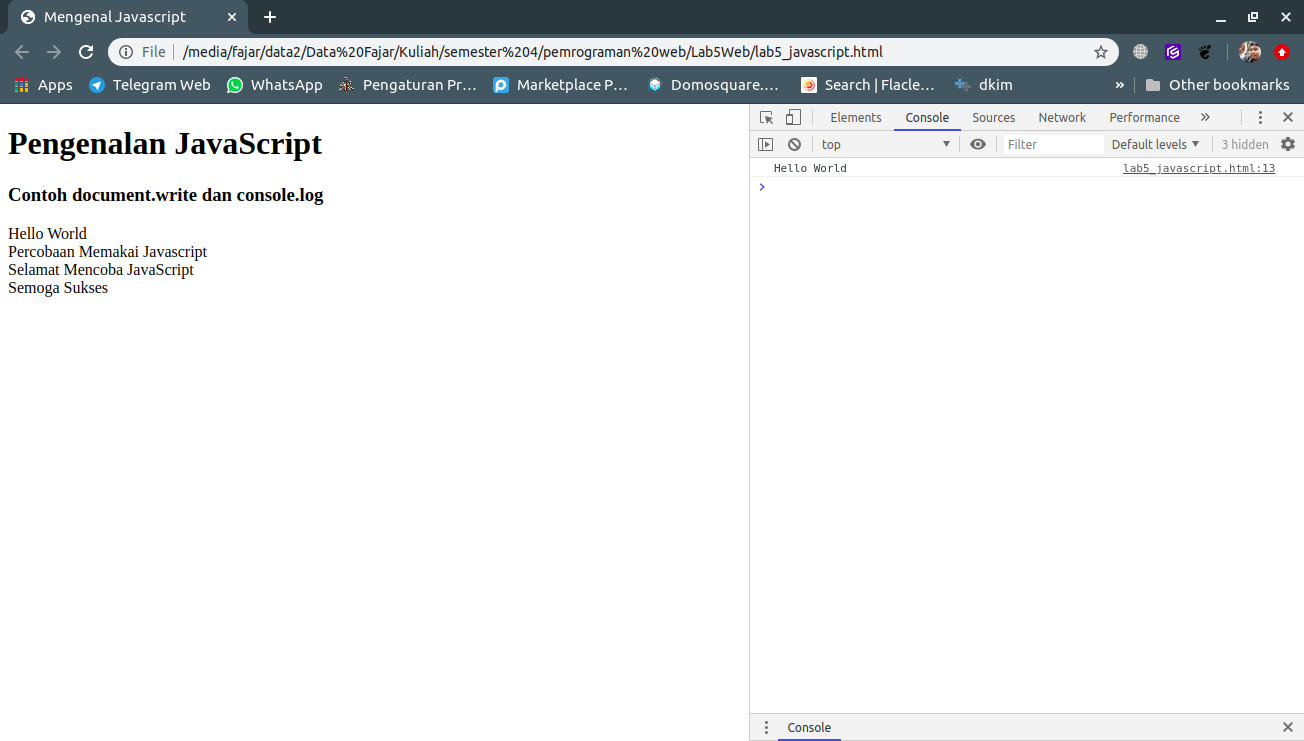 Mengenal Javascript
File /media/fajar/data2/Data%20Fajar/Kuliah/semester%204/pemrograman%20web/Lab5Web/lab5_javascript.html
Apps Telegram Web WhatsApp Pengaturan Pr… Marketplace P… Domosquare.… Search | Flacle… dkim » Other bookmarks
Pengenalan JavaScript
Contoh document.write dan console.log
Hello World
Percobaan Memakai Javascript
Selamat Mencoba JavaScript
Semoga Sukses
Elements Console Sources Network Performance »
top Filter Default levels 3 hidden
Hello World lab5_javascript.html:13
Console